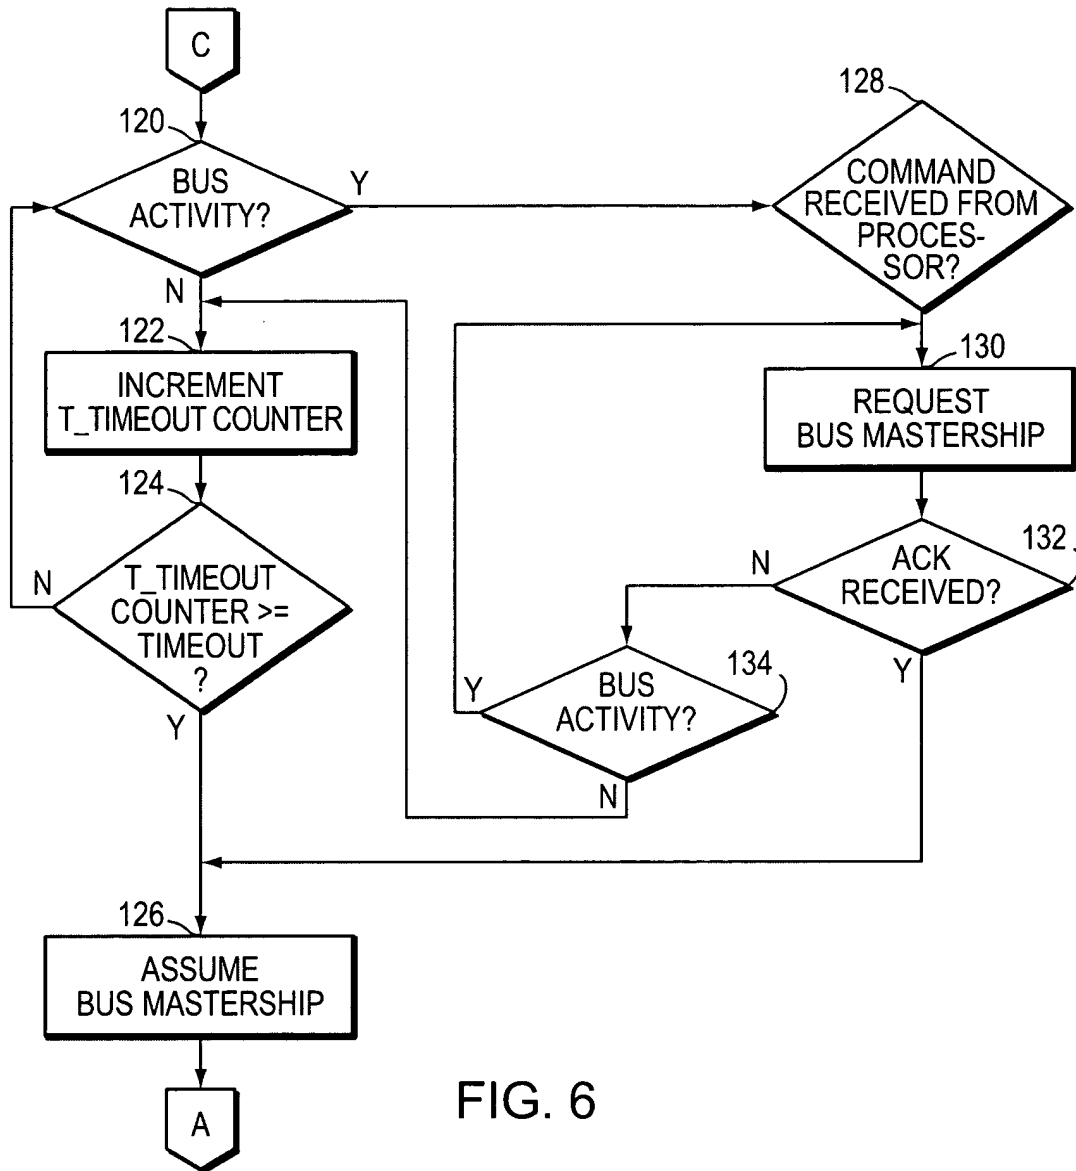 C
120
BUS
ACTIVITY?
Y
N
128
COMMAND
RECEIVED FROM
PROCES-
SOR?
122
INCREMENT
T_TIMEOUT COUNTER
130
REQUEST
BUS MASTERSHIP
124
T_TIMEOUT
COUNTER >=
TIMEOUT
?
N
Y
132
ACK
RECEIVED?
N
Y
134
BUS
ACTIVITY?
Y
N
126
ASSUME
BUS MASTERSHIP
A
FIG. 6